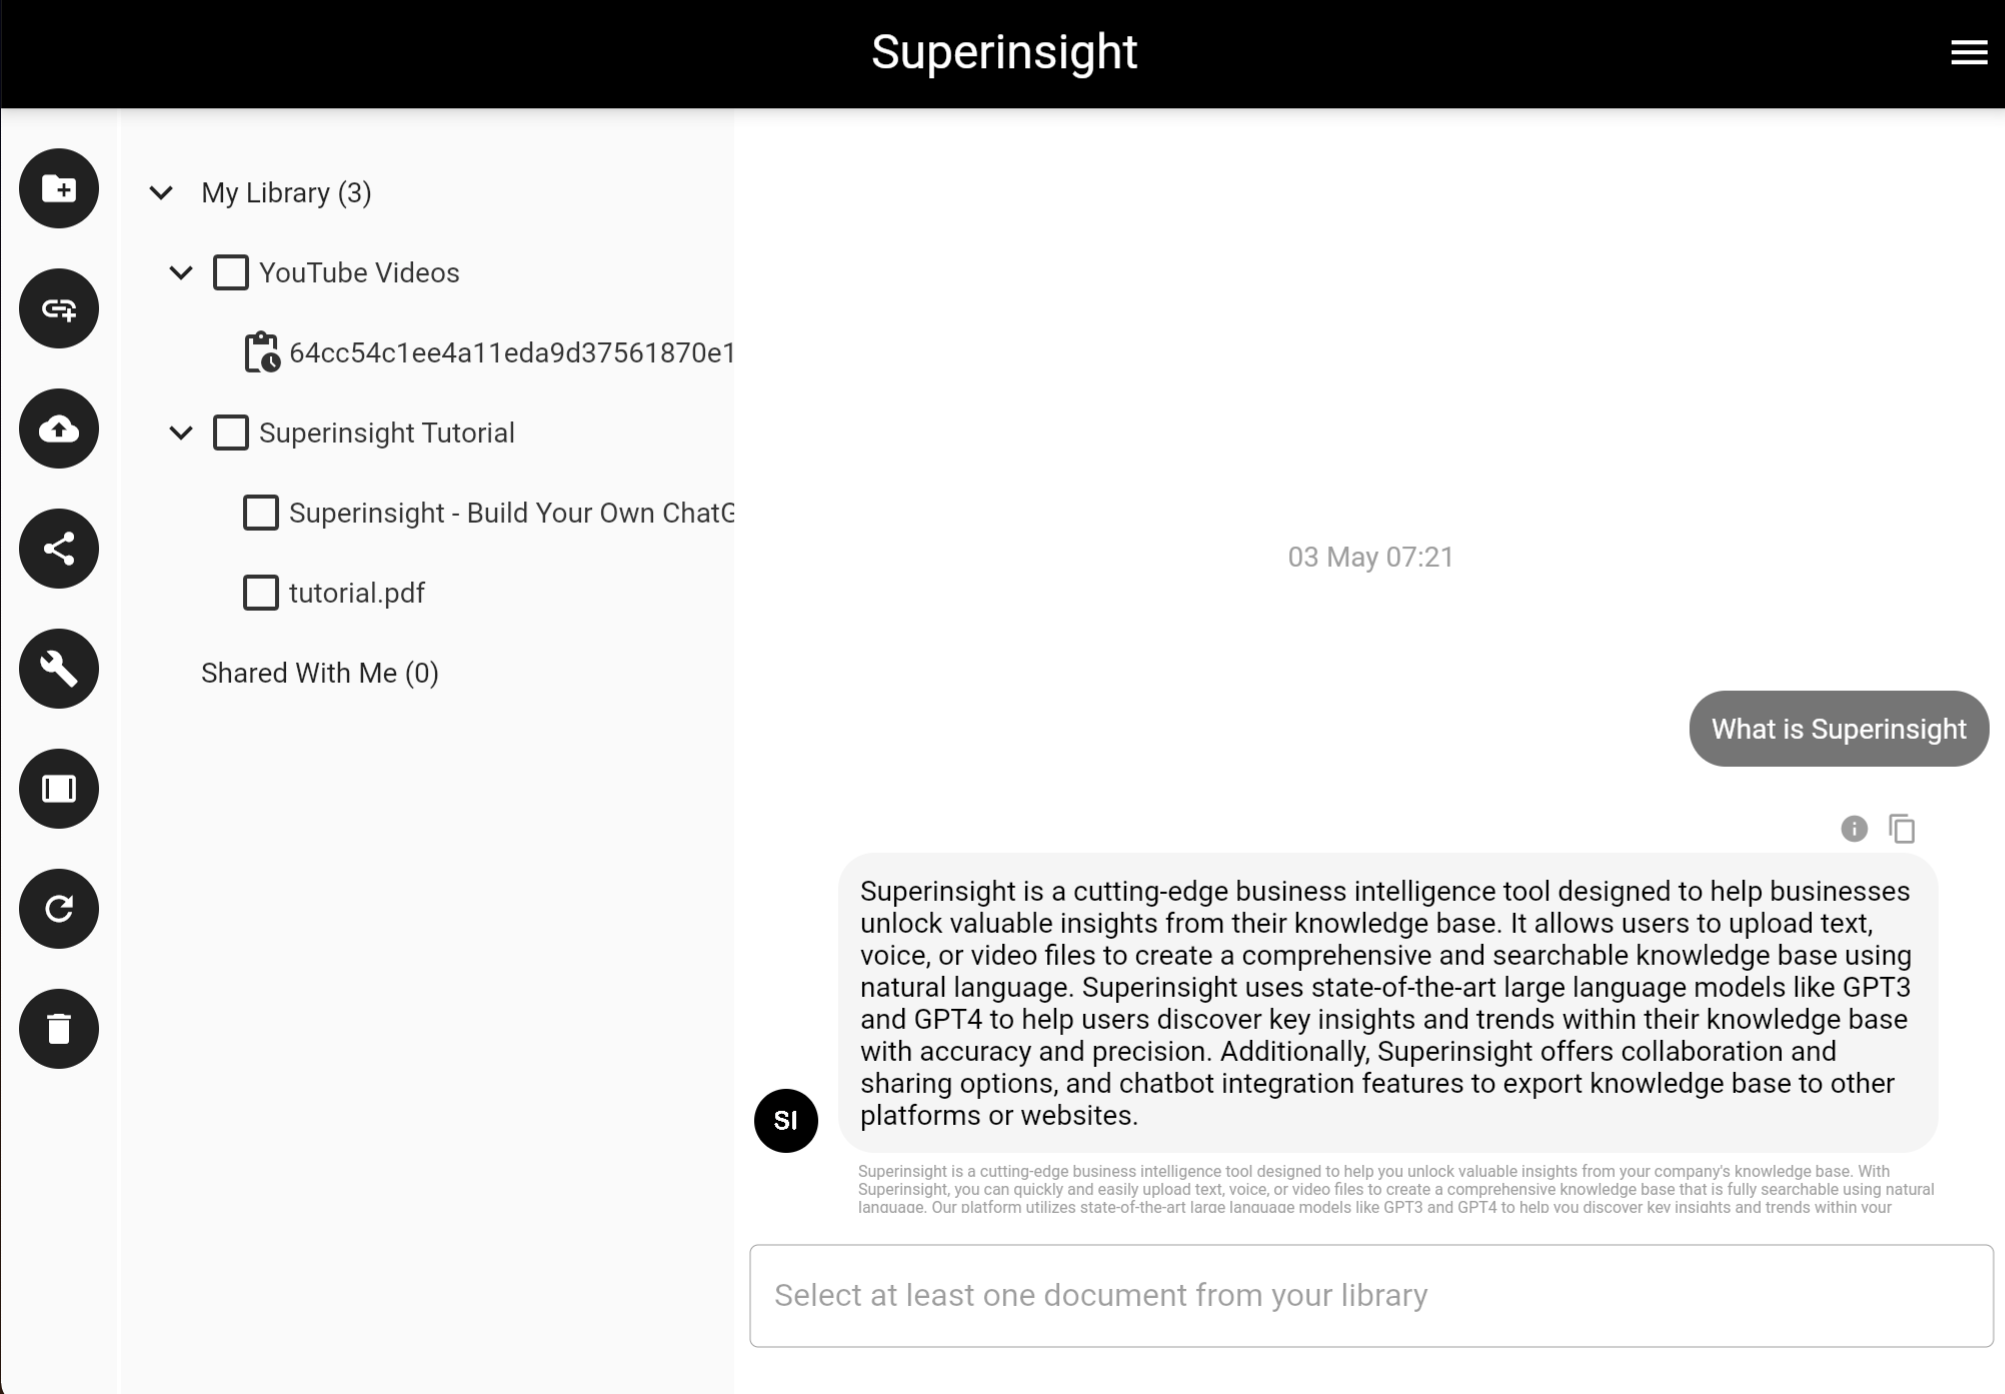 Superinsight
My Library (3)
YouTube Videos
64cc54c1ee4a11eda9d37561870e1
Superinsight Tutorial
Superinsight - Build Your Own ChatG
tutorial.pdf
Shared With Me (0)
03 May 07:21
What is Superinsight
Superinsight is a cutting-edge business intelligence tool designed to help businesses
unlock valuable insights from their knowledge base. It allows users to upload text,
voice, or video files to create a comprehensive and searchable knowledge base using
natural language. Superinsight uses state-of-the-art large language models like GPT3
and GPT4 to help users discover key insights and trends within their knowledge base
with accuracy and precision. Additionally, Superinsight offers collaboration and
sharing options, and chatbot integration features to export knowledge base to other
platforms or websites.
SI
Superinsight is a cutting-edge business intelligence tool designed to help you unlock valuable insights from your company's knowledge base. With
Superinsight, you can quickly and easily upload text, voice, or video files to create a comprehensive knowledge base that is fully searchable using natural
language. Our platform utilizes state-of-the-art large language models like GPT3 and GPT4 to help you discover key insights and trends within your
Select at least one document from your library